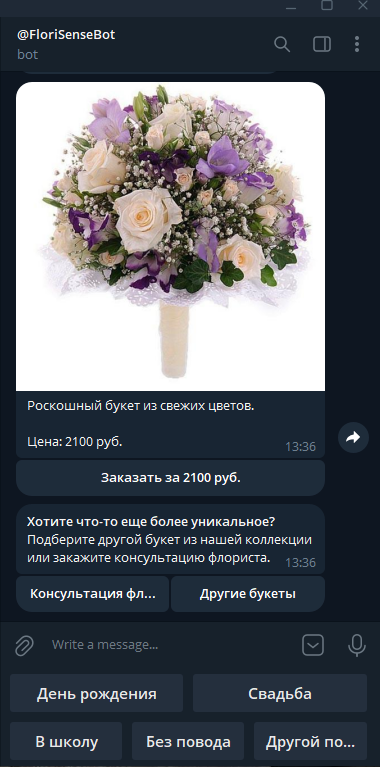 @FloriSenseBot
bot
Роскошный букет из свежих цветов.
Цена: 2100 руб.
13:36
Заказать за 2100 руб.
Хотите что-то еще более уникальное?
Подберите другой букет из нашей коллекции
или закажите консультацию флориста.
13:36
Консультация фл...
Другие букеты
Write a message...
День рождения
Свадьба
В школу
Без повода
Другой по...